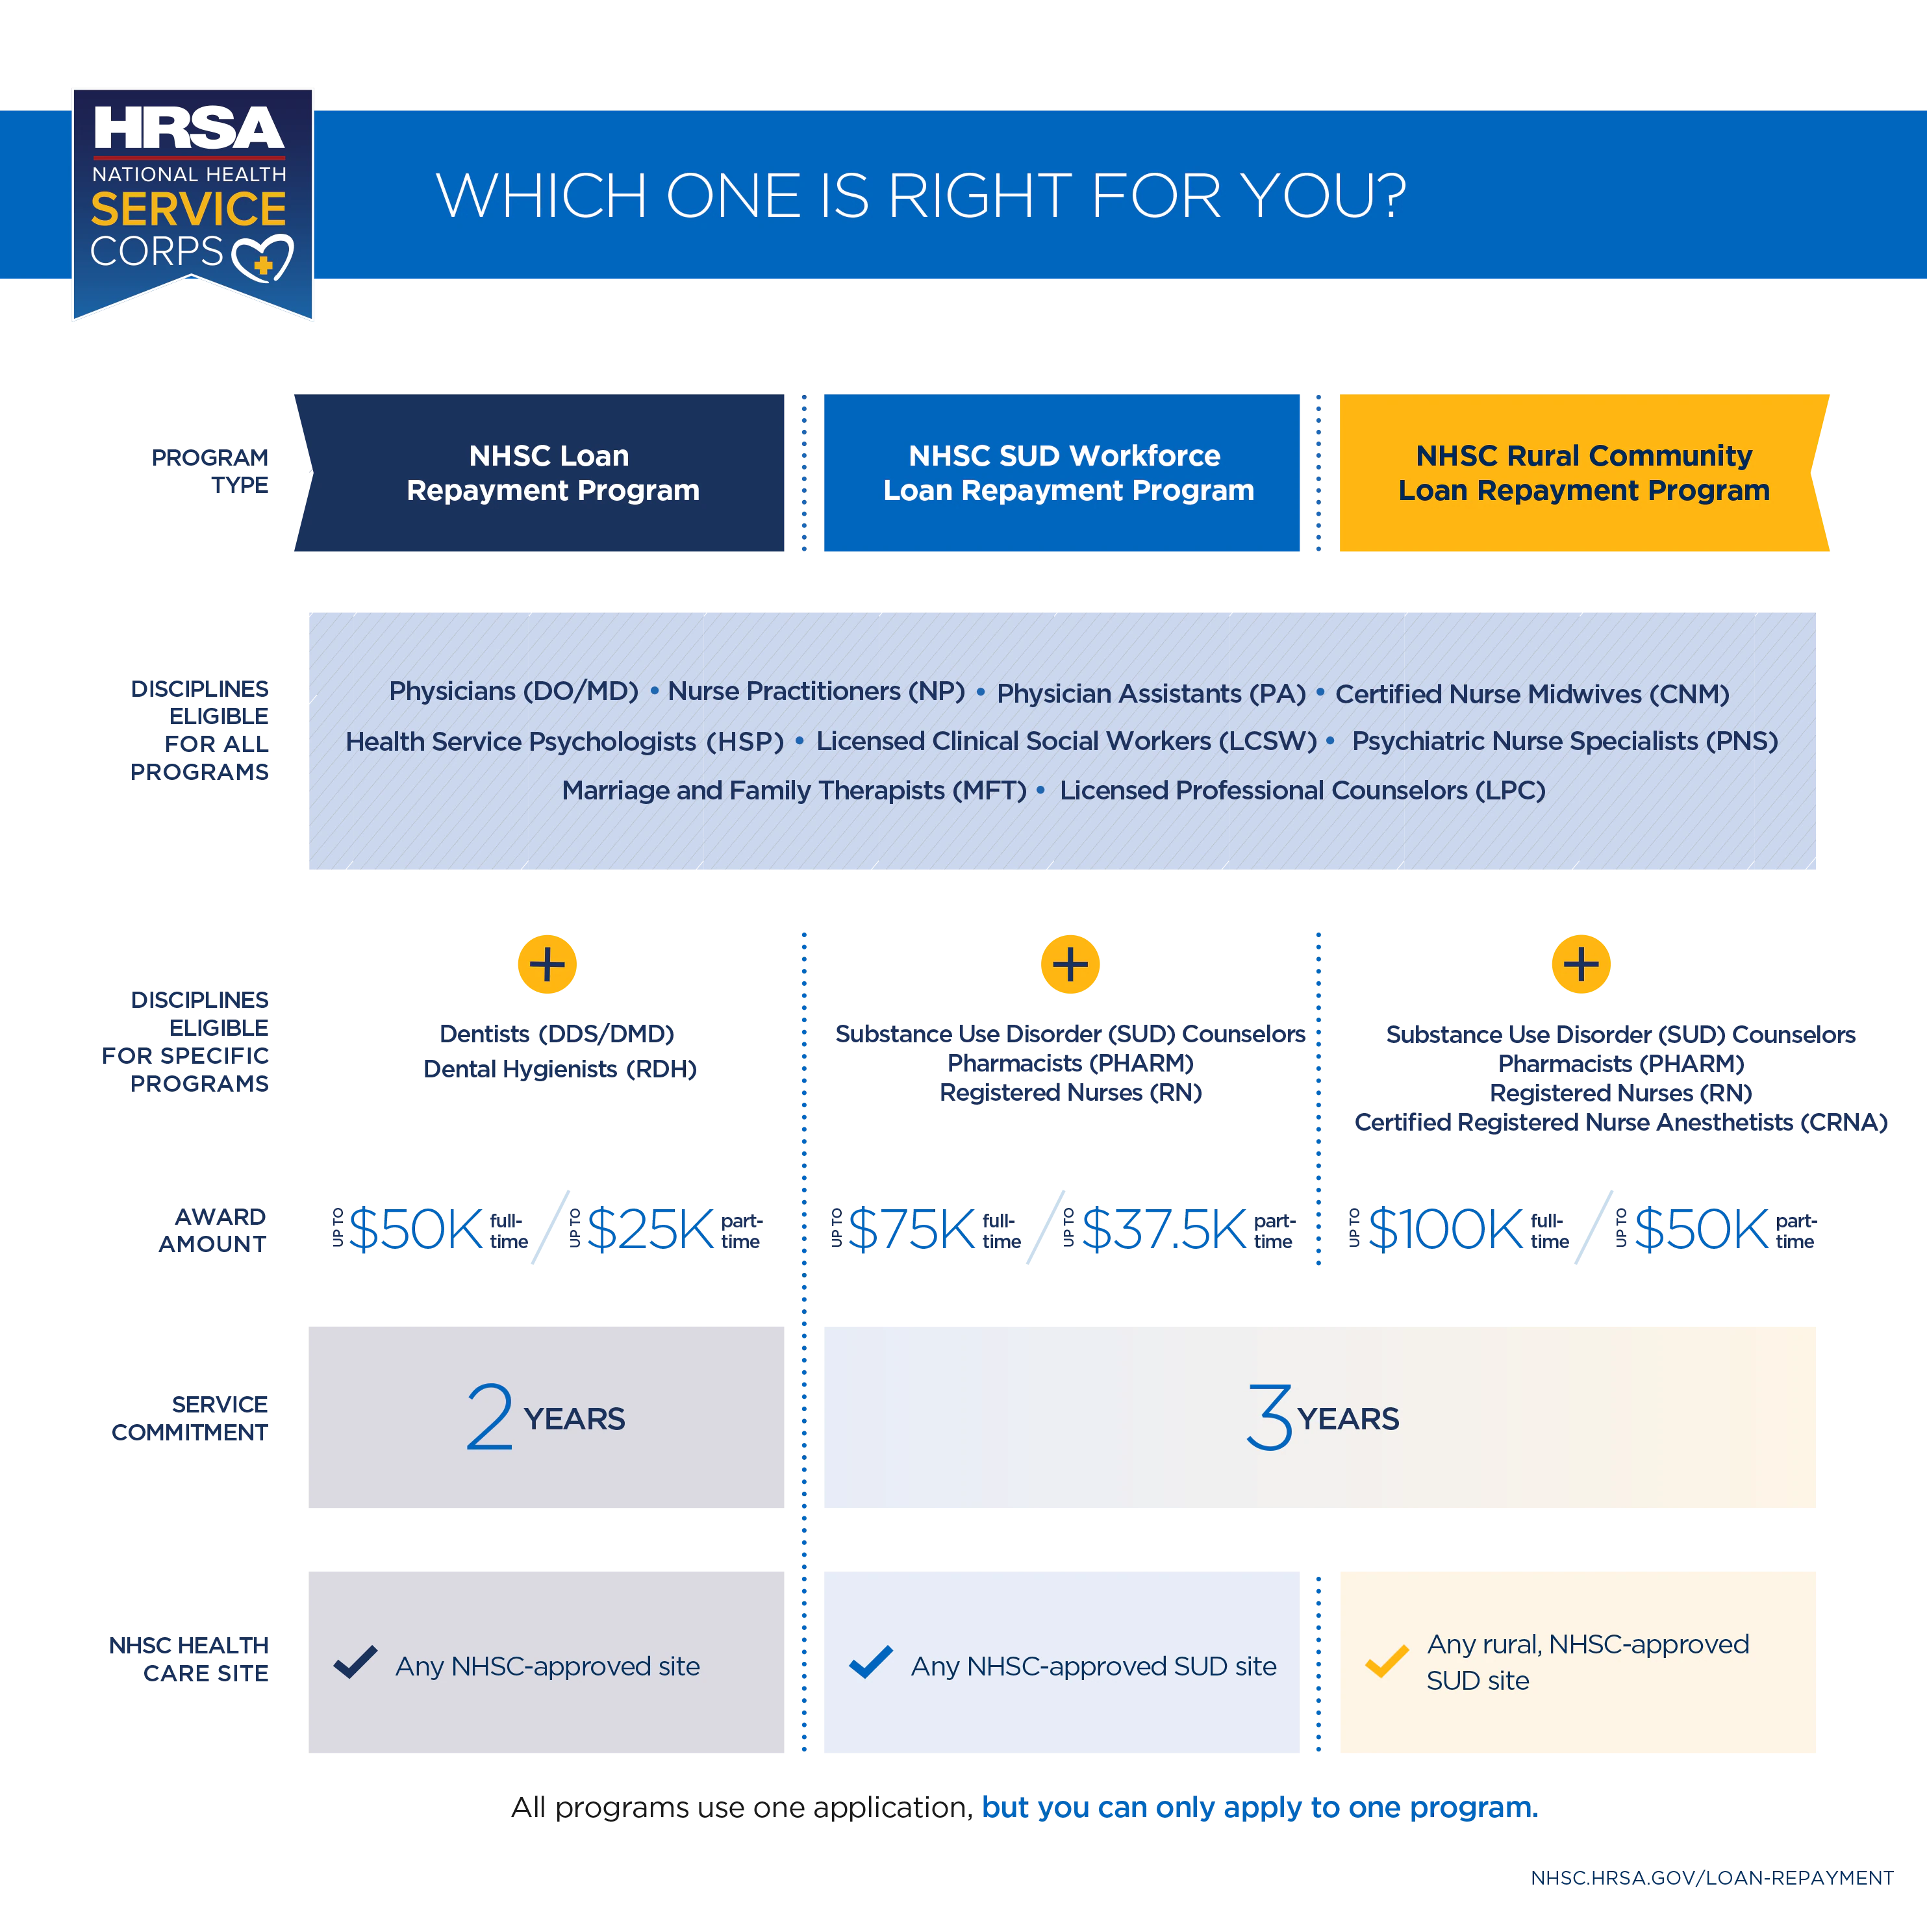 HRSA
NATIONAL HEALTH
SERVICE
CORPS
WHICH ONE IS RIGHT FOR YOU?
PROGRAM
TYPE
NHSC Loan
Repayment Program
NHSC SUD Workforce
Loan Repayment Program
NHSC Rural Community
Loan Repayment Program
DISCIPLINES
ELIGIBLE
FOR ALL
PROGRAMS
Physicians (DO/MD) • Nurse Practitioners (NP) • Physician Assistants (PA) • Certified Nurse Midwives (CNM)
Health Service Psychologists (HSP) • Licensed Clinical Social Workers (LCSW) • Psychiatric Nurse Specialists (PNS)
Marriage and Family Therapists (MFT) • Licensed Professional Counselors (LPC)
DISCIPLINES
ELIGIBLE
FOR SPECIFIC
PROGRAMS
+
Dentists (DDS/DMD)
Dental Hygienists (RDH)
+
Substance Use Disorder (SUD) Counselors
Pharmacists (PHARM)
Registered Nurses (RN)
+
Substance Use Disorder (SUD) Counselors
Pharmacists (PHARM)
Registered Nurses (RN)
Certified Registered Nurse Anesthetists (CRNA)
AWARD
AMOUNT
UP TO $50K full-time / UP TO $25K part-time
UP TO $75K full-time / UP TO $37.5K part-time
UP TO $100K full-time / UP TO $50K part-time
SERVICE
COMMITMENT
2 YEARS
3 YEARS
NHSC HEALTH
CARE SITE
Any NHSC-approved site
Any NHSC-approved SUD site
Any rural, NHSC-approved
SUD site
All programs use one application, but you can only apply to one program.
NHSC.HRSA.GOV/LOAN-REPAYMENT